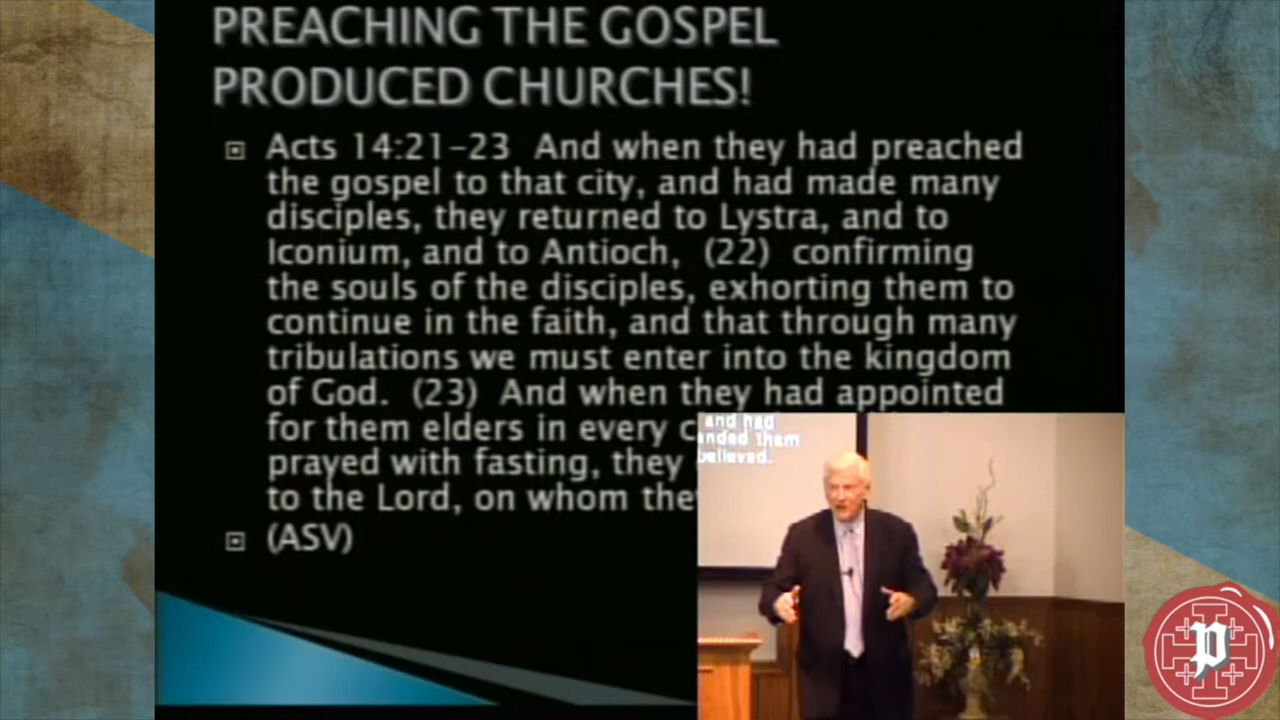 PREACHING THE GOSPEL
PRODUCED CHURCHES!
Acts 14:21-23 And when they had preached
the gospel to that city, and had made many
disciples, they returned to Lystra, and to
Iconium, and to Antioch, (22) confirming
the souls of the disciples, exhorting them to
continue in the faith, and that through many
tribulations we must enter into the kingdom
of God. (23) And when they had appointed
for them elders in every
prayed with fasting, they
to the Lord, on whom
(ASV)
and had
them
believed.
P